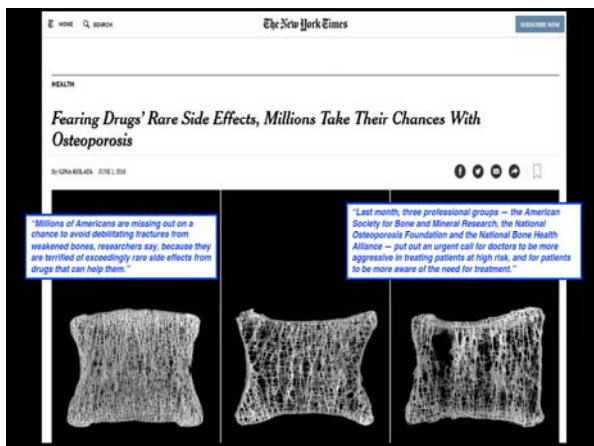 HOME SEARCH The New York Times SUBSCRIBE NOW
HEALTH
Fearing Drugs' Rare Side Effects, Millions Take Their Chances With
Osteoporosis
By GINA KOLATA JUNE 1, 2016
"Millions of Americans are missing out on a
chance to avoid debilitating fractures from
weakened bones, researchers say, because they
are terrified of exceedingly rare side effects from
drugs that can help them."
"Last month, three professional groups — the American
Society for Bone and Mineral Research, the National
Osteoporosis Foundation and the National Bone Health
Alliance — put out an urgent call for doctors to be more
aggressive in treating patients at high risk, and for patients
to be more aware of the need for treatment."